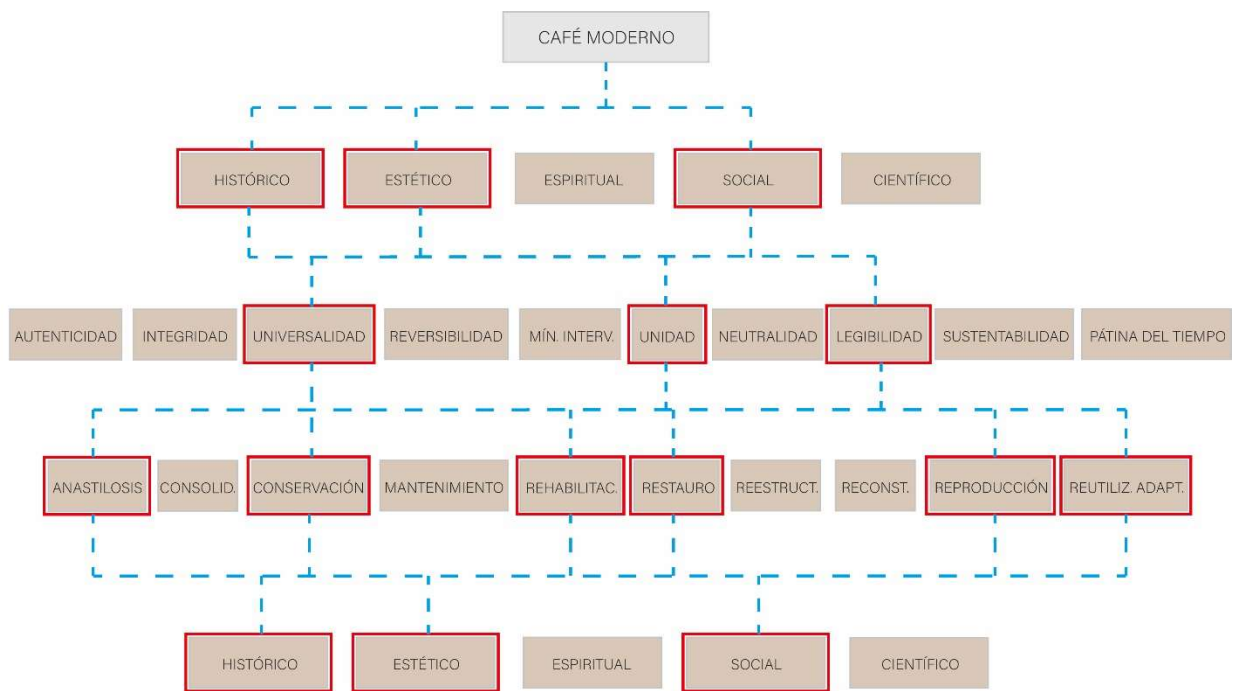 CAFÉ MODERNO
HISTÓRICO
ESTÉTICO
ESPIRITUAL
SOCIAL
CIENTÍFICO
AUTENTICIDAD
INTEGRIDAD
UNIVERSALIDAD
REVERSIBILIDAD
MÍN. INTERV.
UNIDAD
NEUTRALIDAD
LEGIBILIDAD
SUSTENTABILIDAD
PÁTINA DEL TIEMPO
ANASTILOSIS
CONSOLID.
CONSERVACIÓN
MANTENIMIENTO
REHABILITAC.
RESTAURO
REESTRUCT.
RECONST.
REPRODUCCIÓN
REUTILIZ. ADAPT.
HISTÓRICO
ESTÉTICO
ESPIRITUAL
SOCIAL
CIENTÍFICO